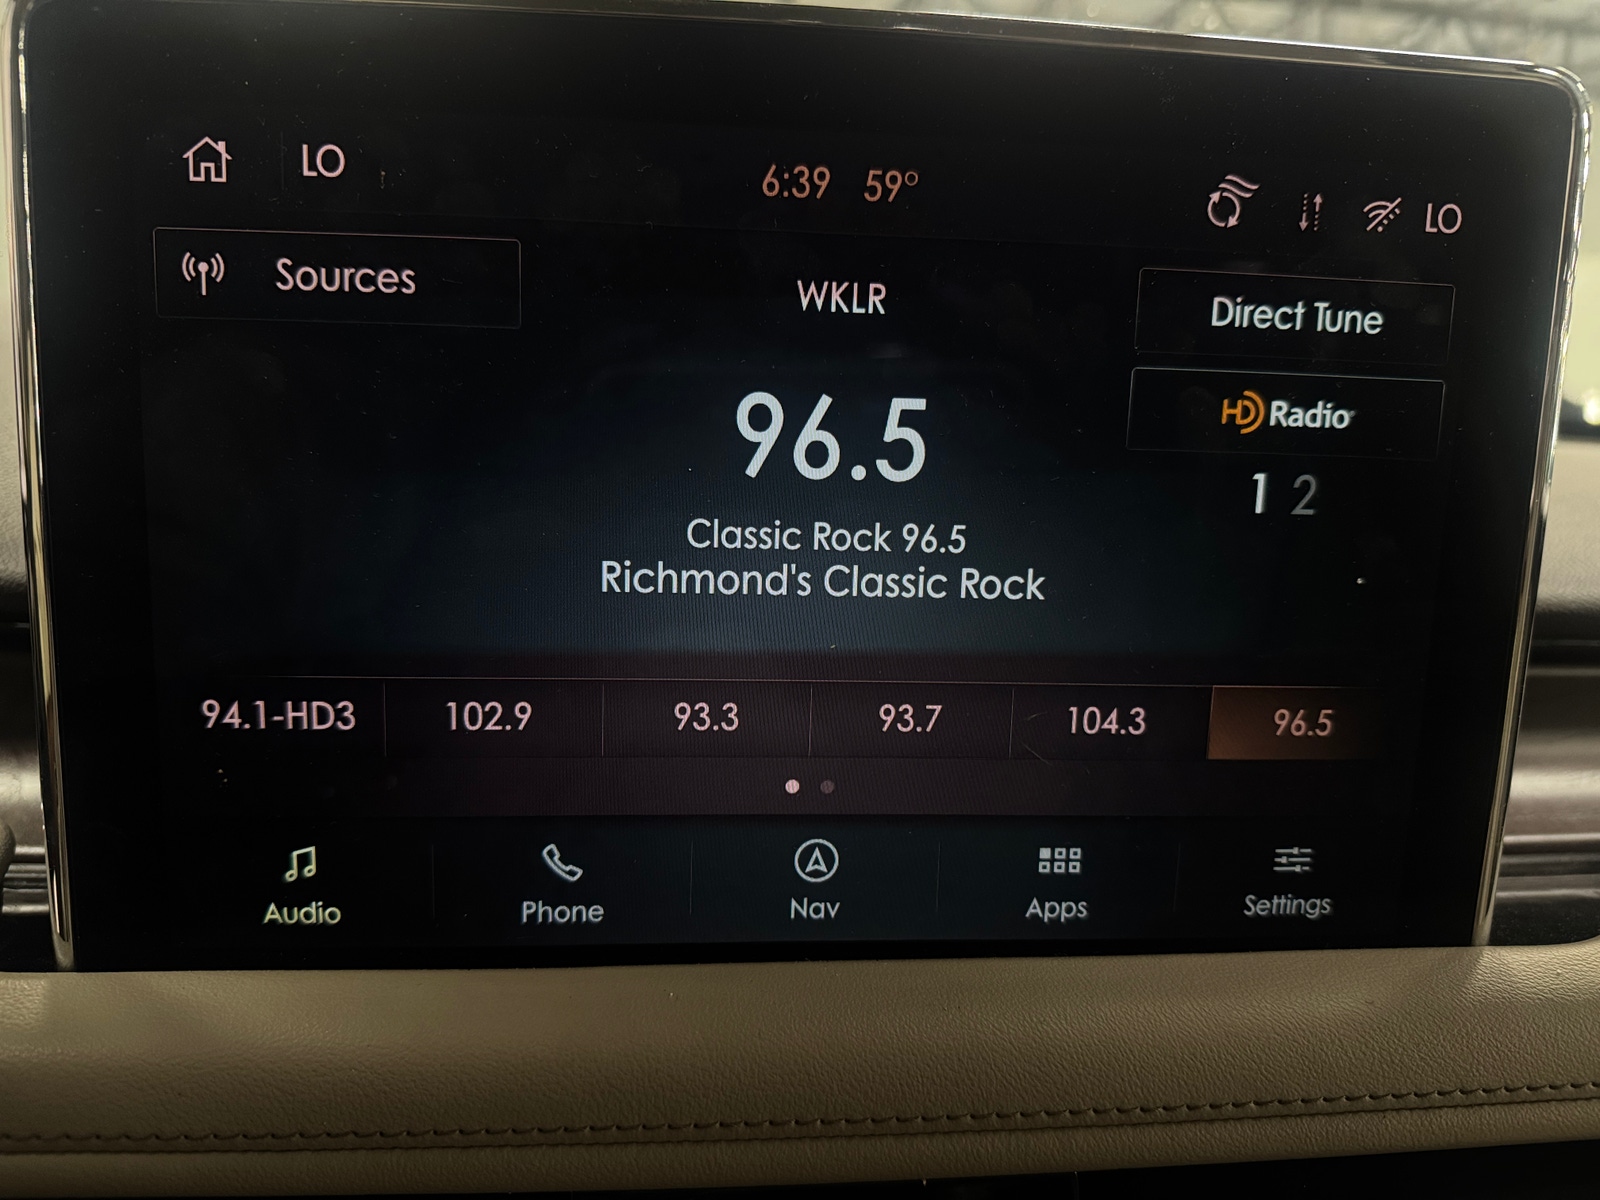 LO
6:39 59°
LO
Sources
WKLR
Direct Tune
96.5
HD Radio
1 2
Classic Rock 96.5
Richmond's Classic Rock
94.1-HD3 102.9 93.3 93.7 104.3 96.5
Audio Phone Nav Apps Settings